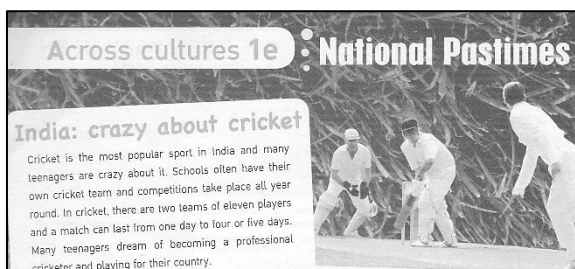 Across cultures 1e
National Pastimes
India: crazy about cricket
Cricket is the most popular sport in India and many
teenagers are crazy about it. Schools often have their
own cricket team and competitions take place all year
round. In cricket, there are two teams of eleven players
and a match can last from one day to four or five days.
Many teenagers dream of becoming a professional
cricketer and playing for their country.